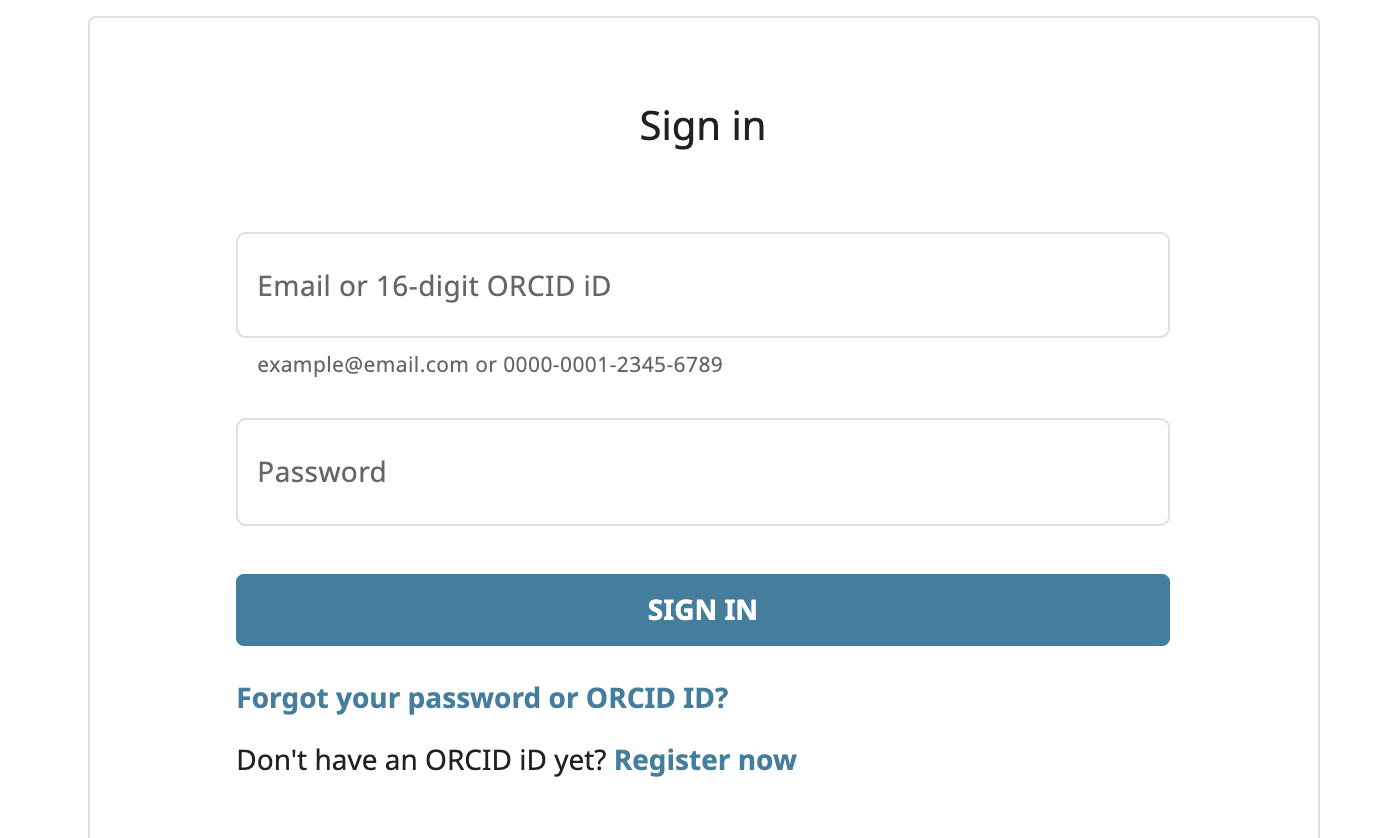 Sign in
Email or 16-digit ORCID iD
example@email.com or 0000-0001-2345-6789
Password
SIGN IN
Forgot your password or ORCID ID?
Don't have an ORCID iD yet? Register now